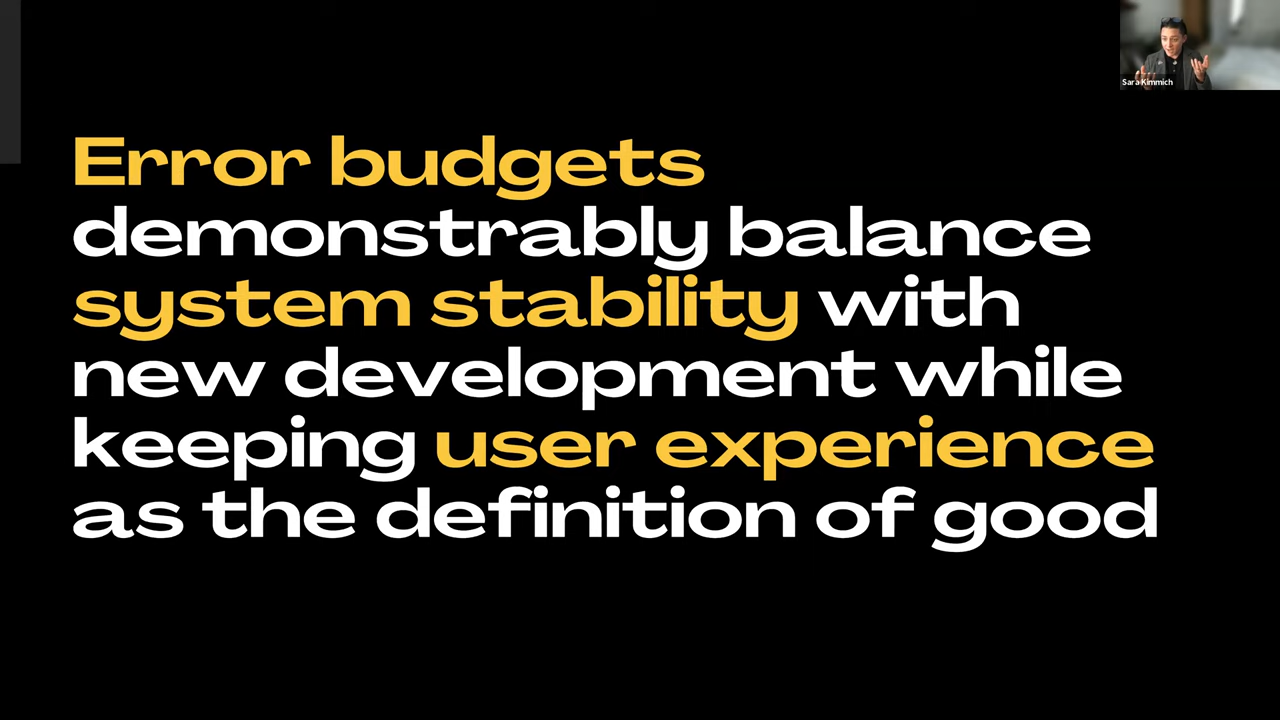 Error budgets
demonstrably balance
system stability with
new development while
keeping user experience
as the definition of good
Sara Kimmich